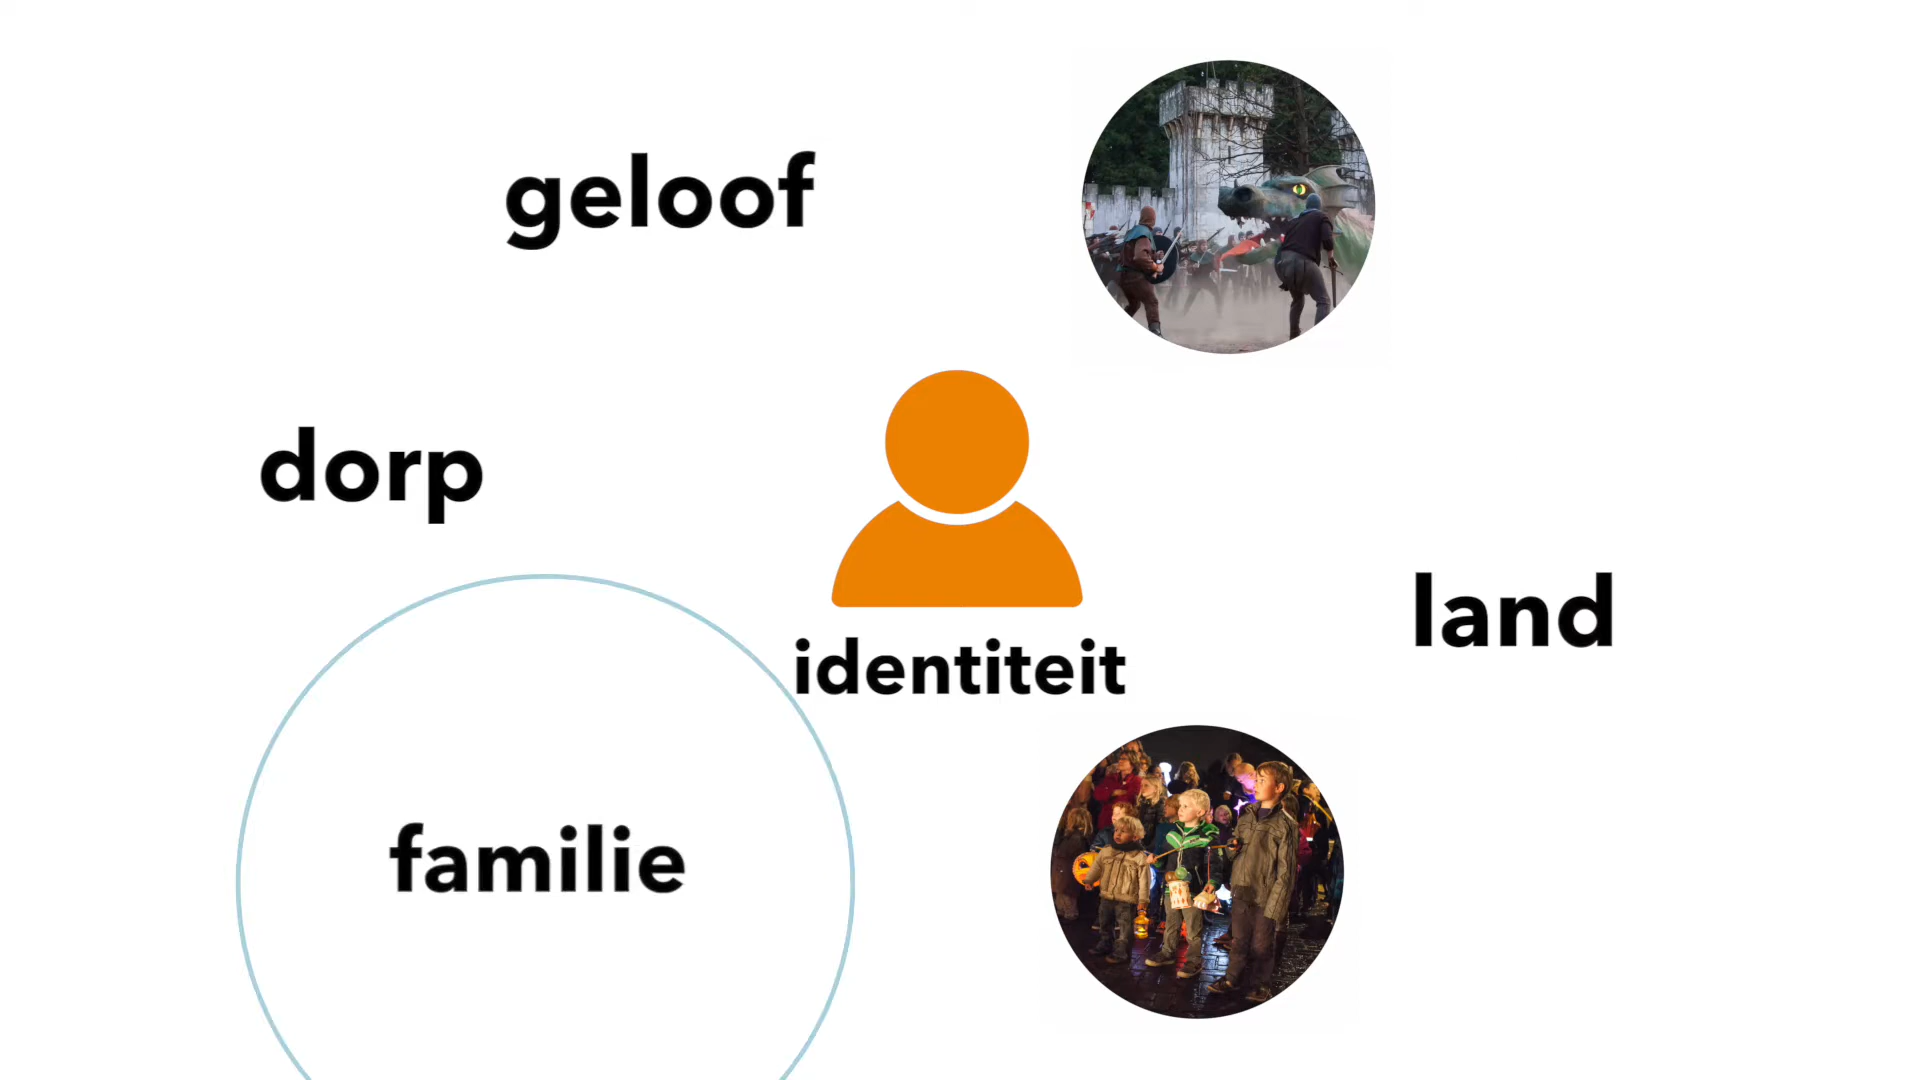 geloof
dorp
land
identiteit
familie